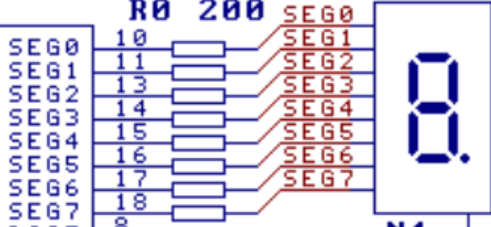 R0 200
SEG0
SEG1
SEG2
SEG3
SEG4
SEG5
SEG6
SEG7
SEG0 10
SEG1 11
SEG2 13
SEG3 14
SEG4 15
SEG5 16
SEG6 17
SEG7 18
8.